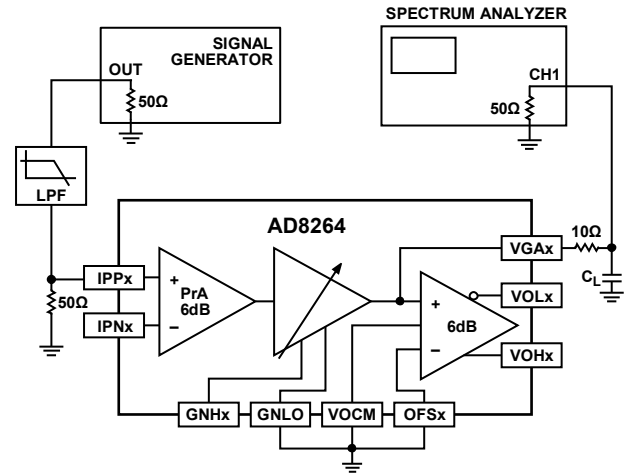 SPECTRUM ANALYZER
SIGNAL
GENERATOR
OUT
50Ω
CH1
50Ω
LPF
AD8264
10Ω
VGAx
CL
IPPx
PrA
6dB
+
−
50Ω
IPNx
+
−
6dB
VOLx
VOHx
GNHx
GNLO
VOCM
OFSx